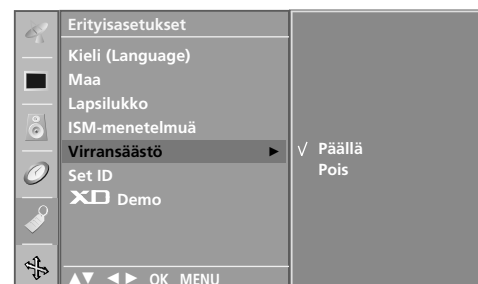 Erityisasetukset
Kieli (Language)
Maa
Lapsilukko
ISM-menetelmuä
Virransäästö ►
√ Päällä
Pois
Set ID
XD Demo
▲▼ ◄► OK MENU